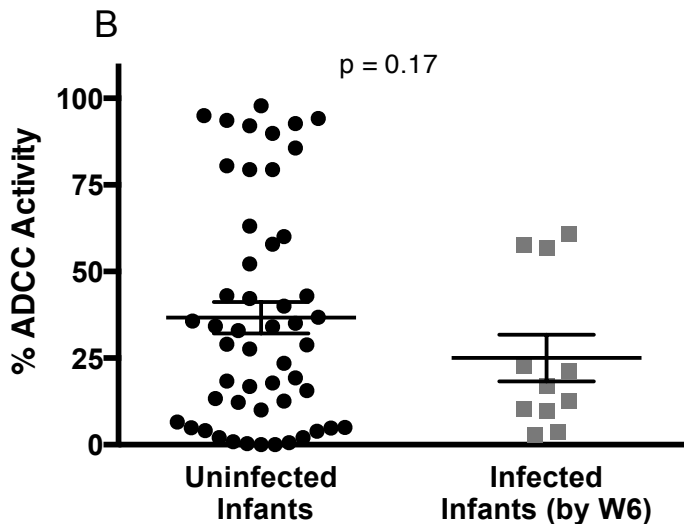 B
p = 0.17
100
75
50
25
0
% ADCC Activity
Uninfected
Infants
Infected
Infants (by W6)